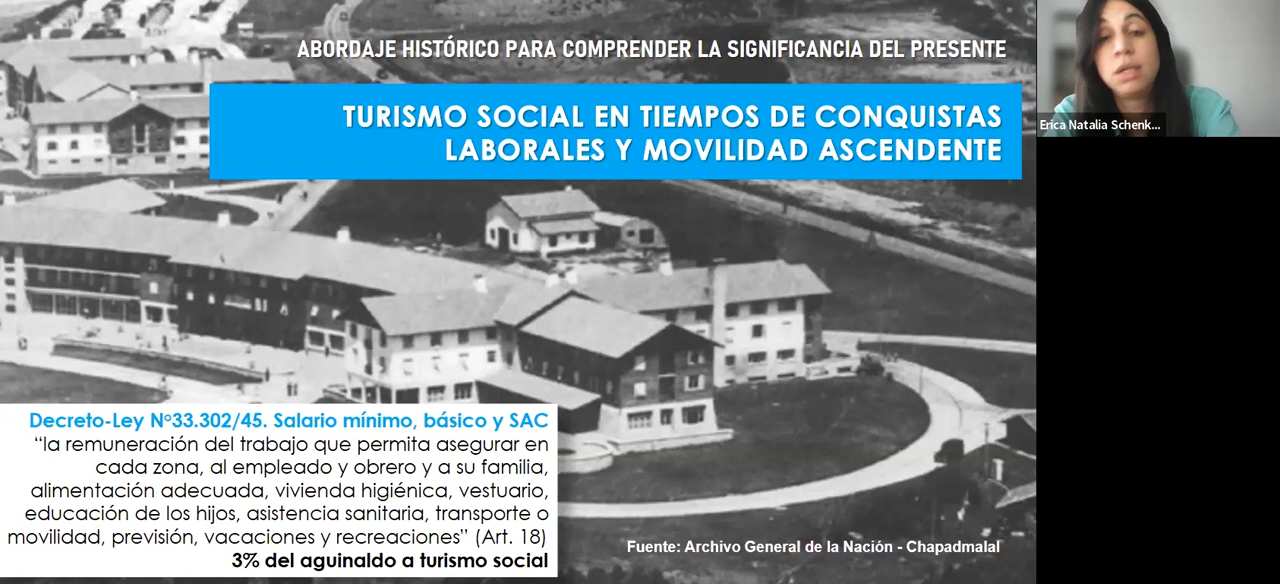 ABORDAJE HISTÓRICO PARA COMPRENDER LA SIGNIFICANCIA DEL PRESENTE
TURISMO SOCIAL EN TIEMPOS DE CONQUISTAS
LABORALES Y MOVILIDAD ASCENDENTE
Erica Natalia Schenk...
Decreto-Ley Nº33.302/45. Salario mínimo, básico y SAC
“la remuneración del trabajo que permita asegurar en
cada zona, al empleado y obrero y a su familia,
alimentación adecuada, vivienda higiénica, vestuario,
educación de los hijos, asistencia sanitaria, transporte o
movilidad, previsión, vacaciones y recreaciones” (Art. 18)
3% del aguinaldo a turismo social
Fuente: Archivo General de la Nación - Chapadmalal